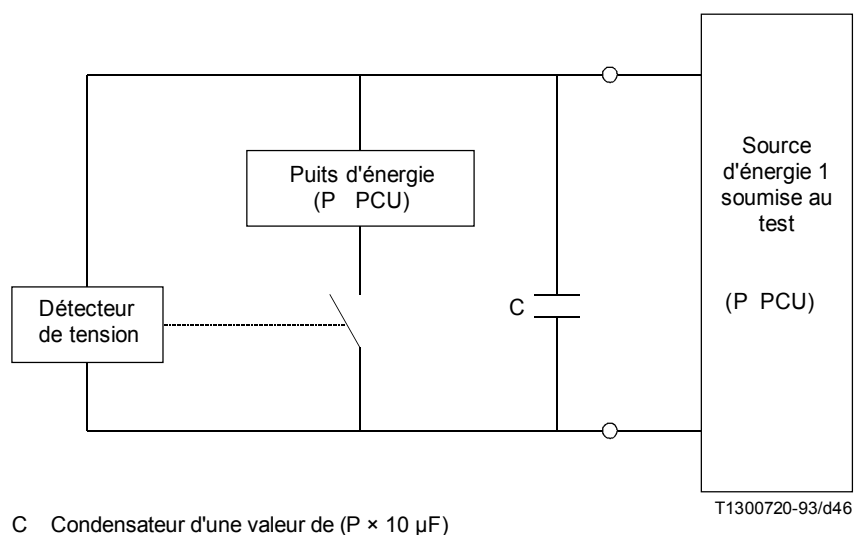 Puits d'énergie
(P PCU)
Source
d'énergie 1
soumise au
test
(P PCU)
Détecteur
de tension
C
T1300720-93/d46
C Condensateur d'une valeur de (P × 10 µF)